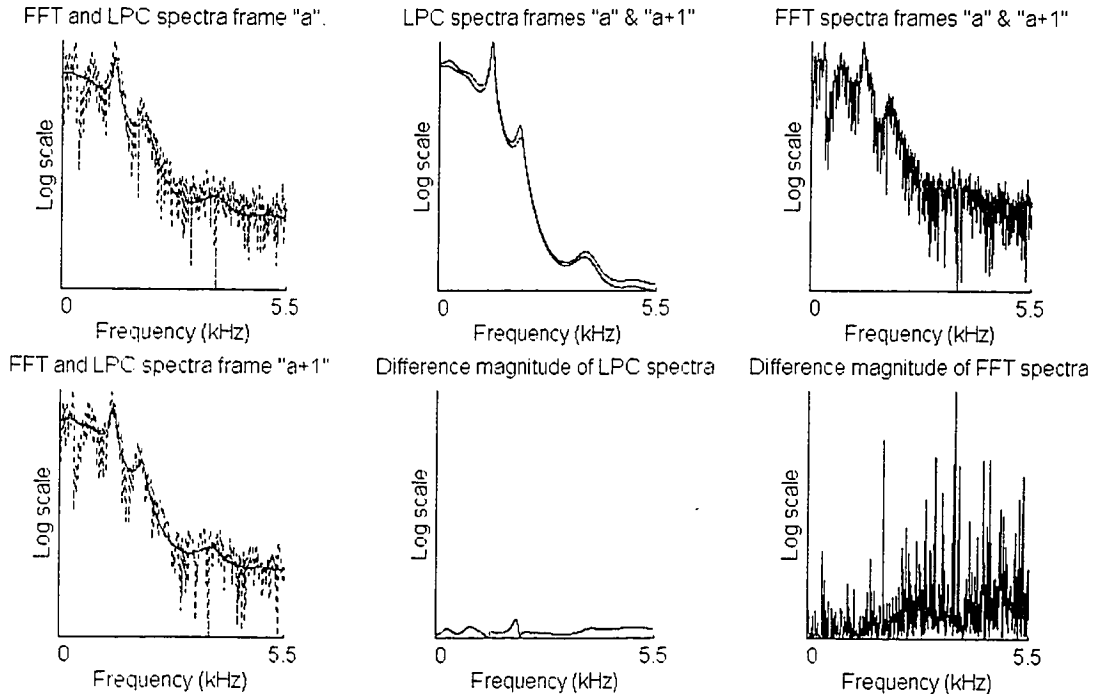 FFT and LPC spectra frame "a".
LPC spectra frames "a" & "a+1"
FFT spectra frames "a" & "a+1"
Log scale
Log scale
Log scale
0
5.5
0
5.5
0
5.5
Frequency (kHz)
Frequency (kHz)
Frequency (kHz)
FFT and LPC spectra frame "a+1"
Difference magnitude of LPC spectra
Difference magnitude of FFT spectra
Log scale
Log scale
Log scale
0
5.5
0
5.5
0
5.5
Frequency (kHz)
Frequency (kHz)
Frequency (kHz)